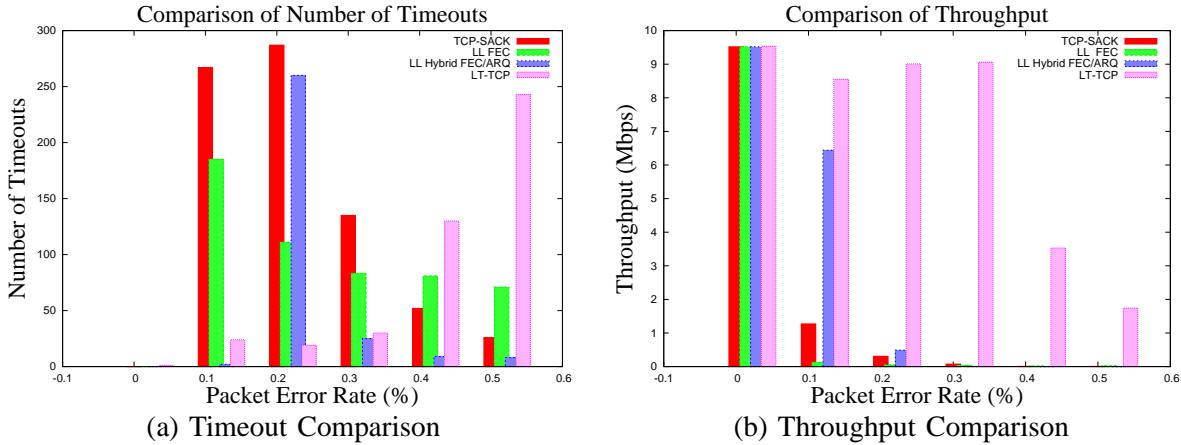 Comparison of Number of Timeouts
300
250
200
150
100
50
0
-0.1
0
0.1
0.2
0.3
0.4
0.5
0.6
Number of Timeouts
Packet Error Rate (%)
TCP-SACK
LL FEC
LL Hybrid FEC/ARQ
LT-TCP
(a) Timeout Comparison
Comparison of Throughput
10
9
8
7
6
5
4
3
2
1
0
-0.1
0
0.1
0.2
0.3
0.4
0.5
0.6
Throughput (Mbps)
Packet Error Rate (%)
TCP-SACK
LL FEC
LL Hybrid FEC/ARQ
LT-TCP
(b) Throughput Comparison